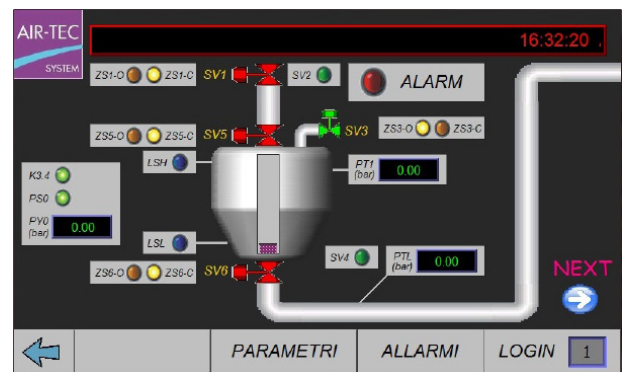 AIR-TEC
SYSTEM
16:32:20
ZS1-O ZS1-C SV1 SV2 ALARM
ZS5-O ZS5-C SV5 SV3 ZS3-O ZS3-C
LSH PT1 (bar) 0.00
K3.4
PS0
PY0 (bar) 0.00
LSL SV4 PTL (bar) 0.00
ZS6-O ZS6-C SV6 NEXT
PARAMETRI ALLARMI LOGIN 1